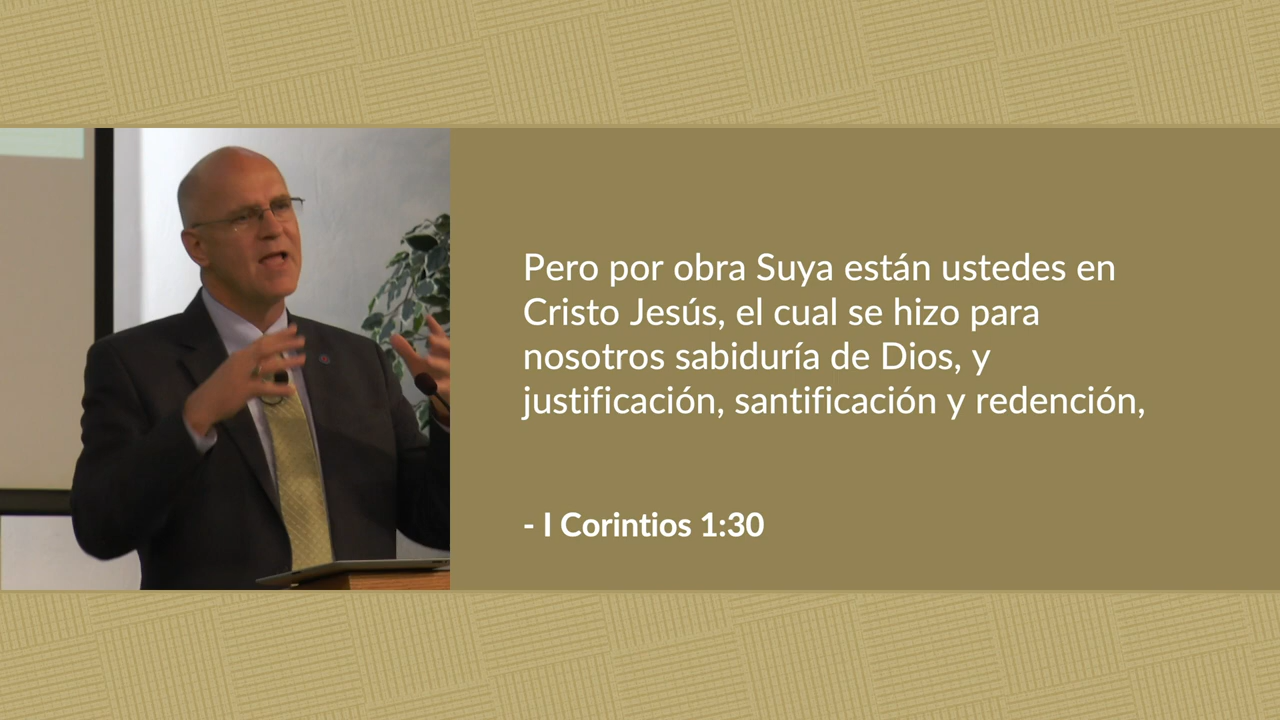 Pero por obra Suya están ustedes en
Cristo Jesús, el cual se hizo para
nosotros sabiduría de Dios, y
justificación, santificación y redención,
- I Corintios 1:30